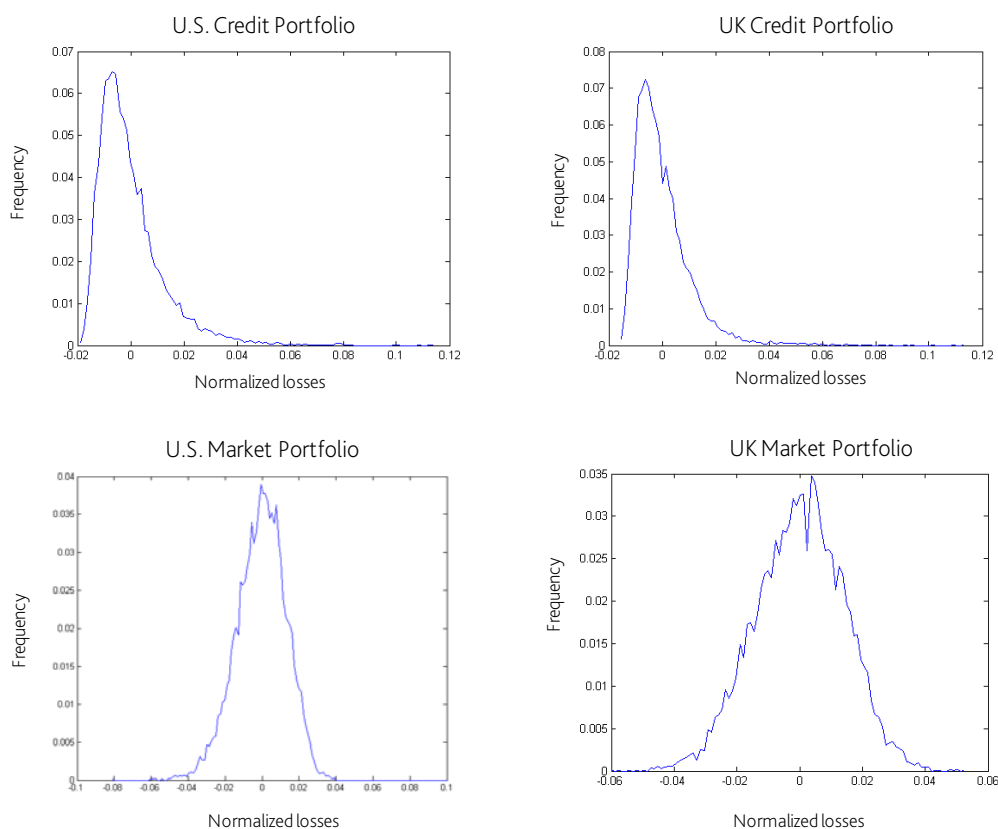 U.S. Credit Portfolio
0.07
0.06
0.05
0.04
0.03
0.02
0.01
0
Frequency
-0.02 0 0.02 0.04 0.06 0.08 0.1 0.12
Normalized losses
UK Credit Portfolio
0.08
0.07
0.06
0.05
0.04
0.03
0.02
0.01
0
Frequency
-0.02 0 0.02 0.04 0.06 0.08 0.1 0.12
Normalized losses
U.S. Market Portfolio
0.04
0.035
0.03
0.025
0.02
0.015
0.01
0.005
0
Frequency
-0.1 -0.08 -0.06 -0.04 -0.02 0 0.02 0.04 0.06 0.08 0.1
Normalized losses
UK Market Portfolio
0.035
0.03
0.025
0.02
0.015
0.01
0.005
0
Frequency
-0.06 -0.04 -0.02 0 0.02 0.04 0.06
Normalized losses